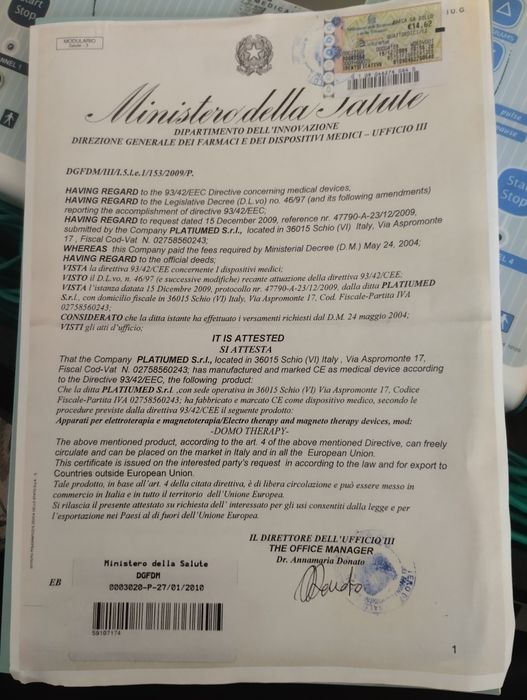 MODULARIO
Salute - 3
I.U.G.
MARCA DA BOLLO
€14,62
QUATTORDICI/62
Ministero della Salute
DIPARTIMENTO DELL'INNOVAZIONE
DIREZIONE GENERALE DEI FARMACI E DEI DISPOSITIVI MEDICI – UFFICIO III
DGFDM/III/I.5.i.e.1/153/2009/P.
HAVING REGARD to the 93/42/EEC Directive concerning medical devices;
HAVING REGARD to the Legislative Decree (D.L.vo) no. 46/97 (and its following amendments)
reporting the accomplishment of directive 93/42/EEC,
HAVING REGARD to request dated 15 December 2009, reference nr. 47790-A-23/12/2009,
submitted by the Company PLATIUMED S.r.l., located in 36015 Schio (VI) Italy, Via Aspromonte
17 , Fiscal Cod-Vat N. 02758560243;
WHEREAS this Company paid the fees required by Ministerial Decree (D.M.) May 24, 2004;
HAVING REGARD to the official deeds;
VISTA la direttiva 93/42/CEE concernente I dispositivi medici;
VISTO il D.L.vo, n. 46/97 (e successive modifiche) recante attuazione della direttiva 93/42/CEE;
VISTA l'istanza datata 15 Dicembre 2009, protocollo nr. 47790-A-23/12/2009, dalla ditta PLATIUMED
S.r.l., con domicilio fiscale in 36015 Schio (VI) Italy, Via Aspromonte 17, Cod. Fiscale-Partita IVA
02758560243;
CONSIDERATO che la ditta istante ha effettuato i versamenti richiesti dal D.M. 24 maggio 2004;
VISTI gli atti d'ufficio;
IT IS ATTESTED
SI ATTESTA
That the Company PLATIUMED S.r.l., located in 36015 Schio (VI) Italy , Via Aspromonte 17,
Fiscal Cod-Vat N. 02758560243; has manufactured and marked CE as medical device according
to the Directive 93/42/EEC, the following product:
Che la ditta PLATIUMED S.r.l. ,con sede operativa in 36015 Schio (VI) Via Aspromonte 17, Codice
Fiscale-Partita IVA 02758560243; ha fabbricato e marcato CE come dispositivo medico, secondo le
procedure previste dalla direttiva 93/42/CEE il seguente prodotto:
Apparati per elettroterapia e magnetoterapia/Electro therapy and magneto therapy devices, mod:
-DOMO THERAPY-
The above mentioned product, according to the art. 4 of the above mentioned Directive, can freely
circulate and can be placed on the market in Italy and in all the European Union.
This certificate is issued on the interested party's request in according to the law and for export to
Countries outside European Union.
Tale prodotto, in base all'art. 4 della citata direttiva, è di libera circolazione e può essere messo in
commercio in Italia e in tutto il territorio dell'Unione Europea.
Si rilascia il presente attestato su richiesta dell' interessato per gli usi consentiti dalla legge e per
l'esportazione nei Paesi al di fuori dell'Unione Europea.
IL DIRETTORE DELL'UFFICIO III
THE OFFICE MANAGER
Dr. Annamaria Donato
Ministero della Salute
DGFDM
0003020-P-27/01/2010
EB
59107174
1
Start
Stop
CHANNEL 1
MEDICA
pulse
pause
Start
Stop